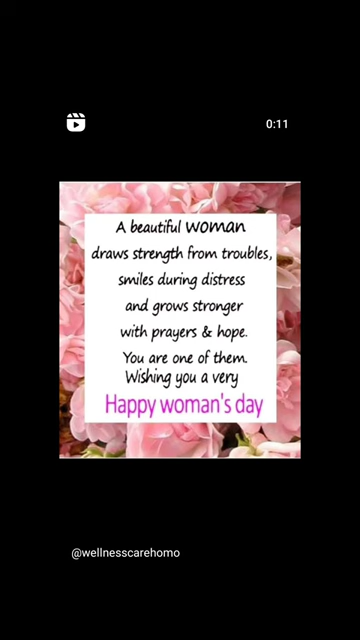 0:11
A beautiful woman
draws strength from troubles,
smiles during distress
and grows stronger
with prayers & hope.
You are one of them.
Wishing you a very
Happy woman's day
@wellnesscarehomo